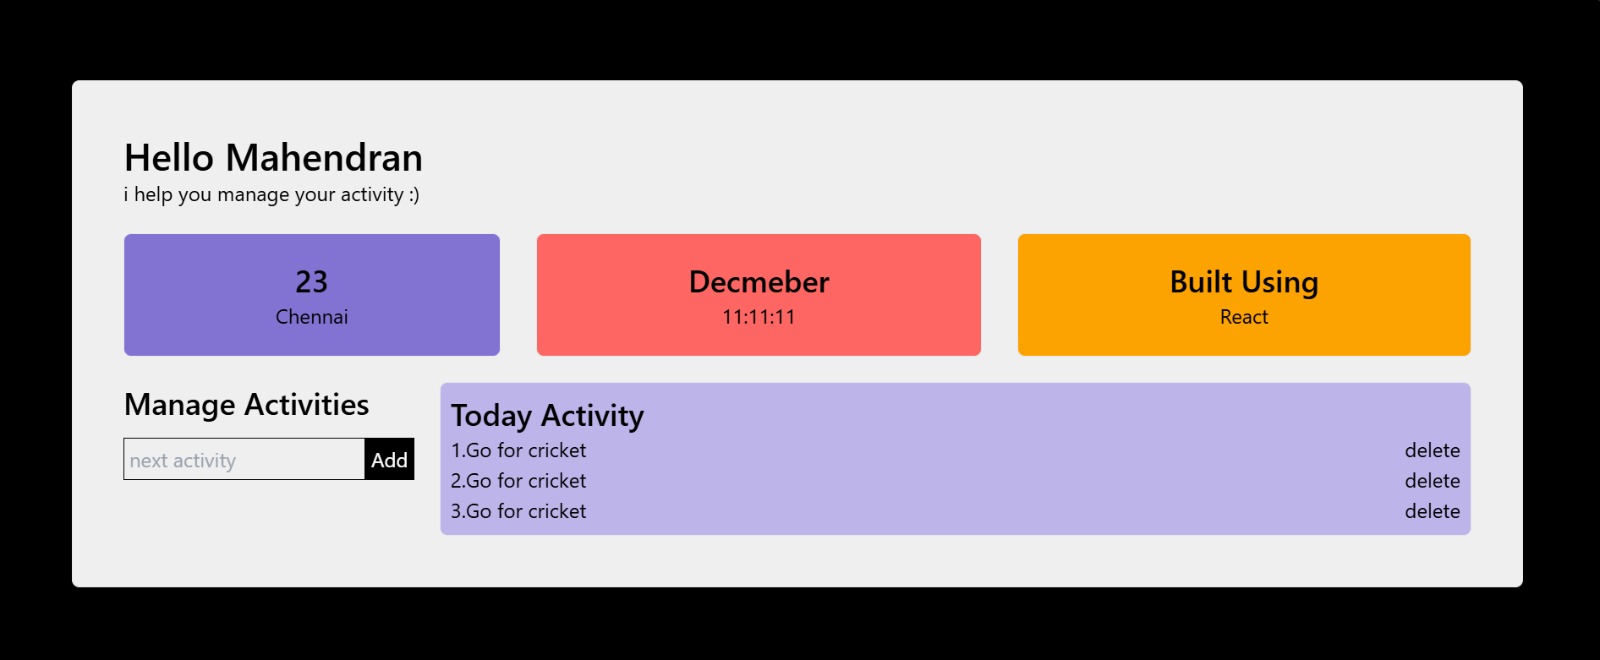 Hello Mahendran
i help you manage your activity :)
23
Chennai
Decmeber
11:11:11
Built Using
React
Manage Activities
next activity
Add
Today Activity
1.Go for cricket delete
2.Go for cricket delete
3.Go for cricket delete